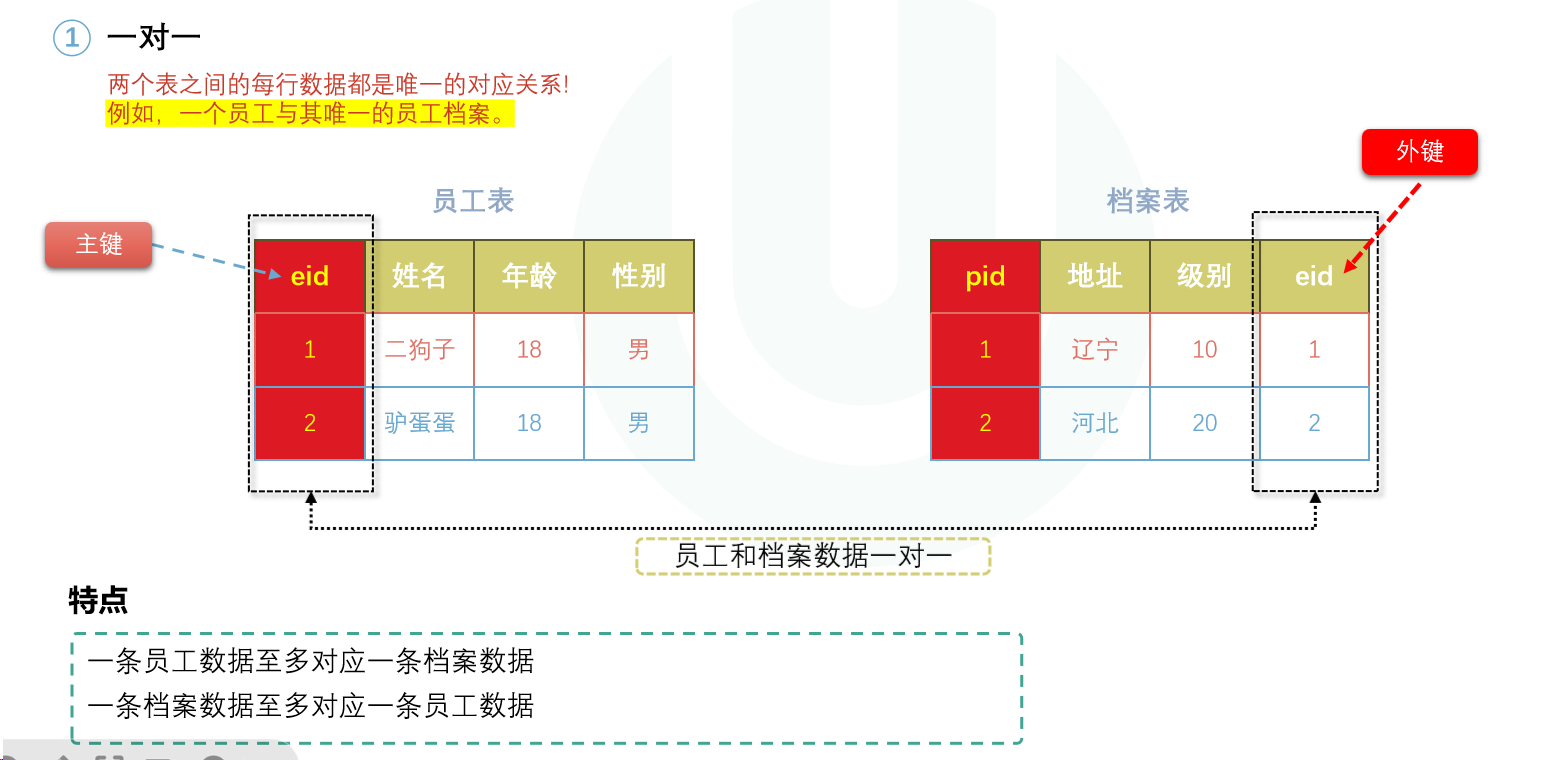 ① 一对一
两个表之间的每行数据都是唯一的对应关系!
例如，一个员工与其唯一的员工档案。
外键
员工表
档案表
主键
eid 姓名 年龄 性别
1 二狗子 18 男
2 驴蛋蛋 18 男
pid 地址 级别 eid
1 辽宁 10 1
2 河北 20 2
员工和档案数据一对一
特点
一条员工数据至多对应一条档案数据
一条档案数据至多对应一条员工数据